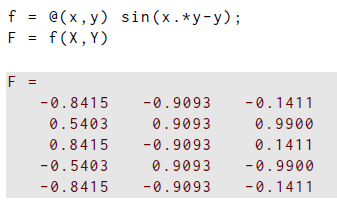 f = @(x,y) sin(x.*y-y);
F = f(X,Y)
F =
-0.8415 -0.9093 -0.1411
0.5403 0.9093 0.9900
0.8415 -0.9093 0.1411
-0.5403 0.9093 -0.9900
-0.8415 -0.9093 -0.1411